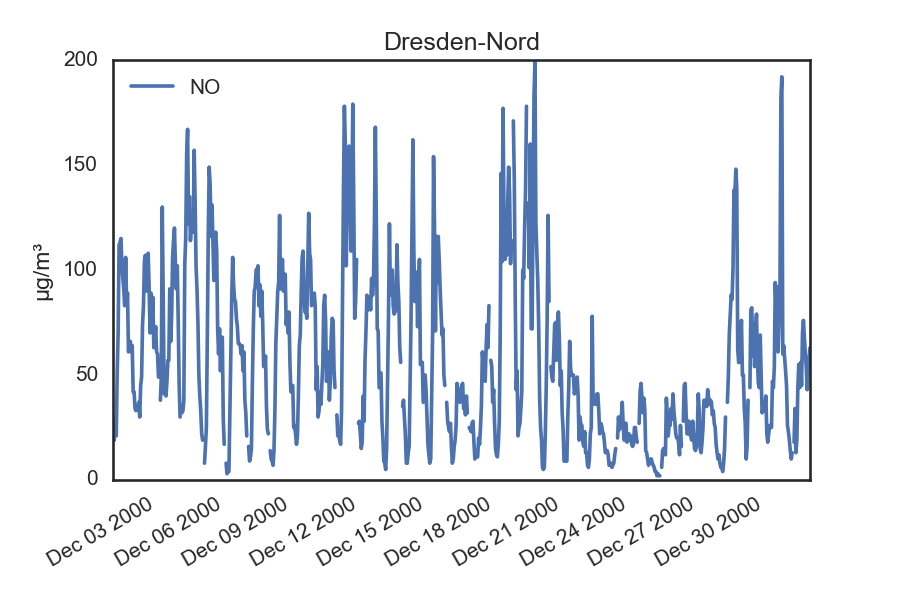 Dresden-Nord
NO
µg/m³
200
150
100
50
0
Dec 03 2000
Dec 06 2000
Dec 09 2000
Dec 12 2000
Dec 15 2000
Dec 18 2000
Dec 21 2000
Dec 24 2000
Dec 27 2000
Dec 30 2000